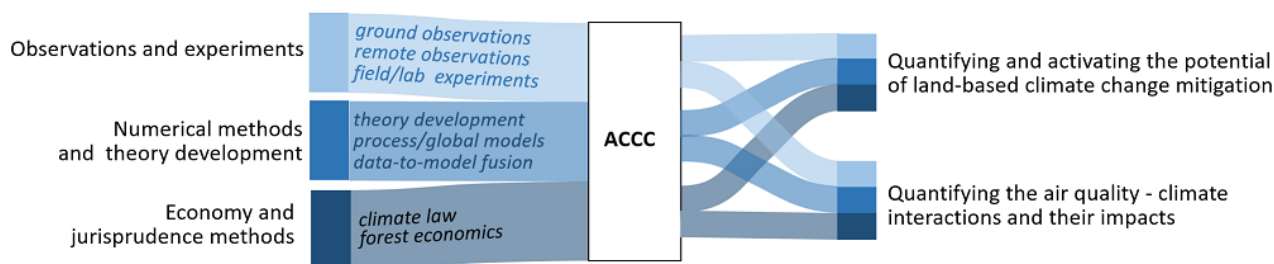 Observations and experiments
ground observations
remote observations
field/lab experiments
Numerical methods
and theory development
theory development
process/global models
data-to-model fusion
Economy and
jurisprudence methods
climate law
forest economics
ACCC
Quantifying and activating the potential
of land-based climate change mitigation
Quantifying the air quality - climate
interactions and their impacts